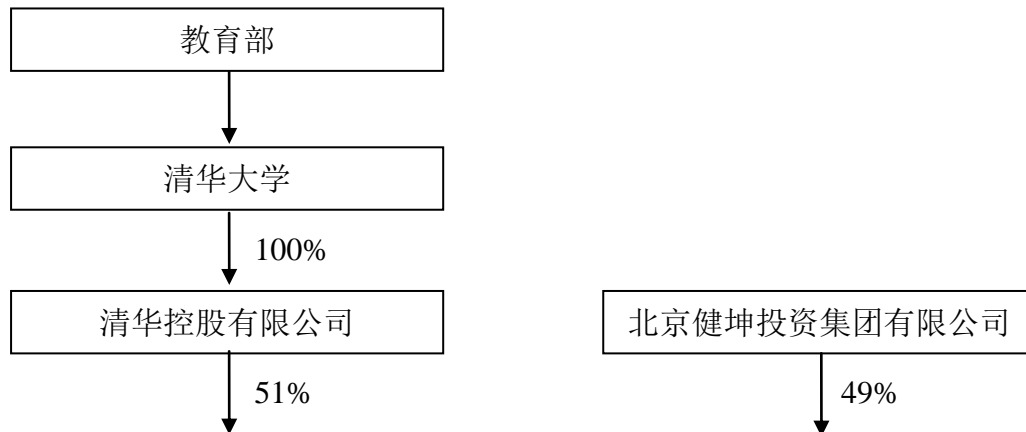 教育部
清华大学
100%
清华控股有限公司
北京健坤投资集团有限公司
51%
49%